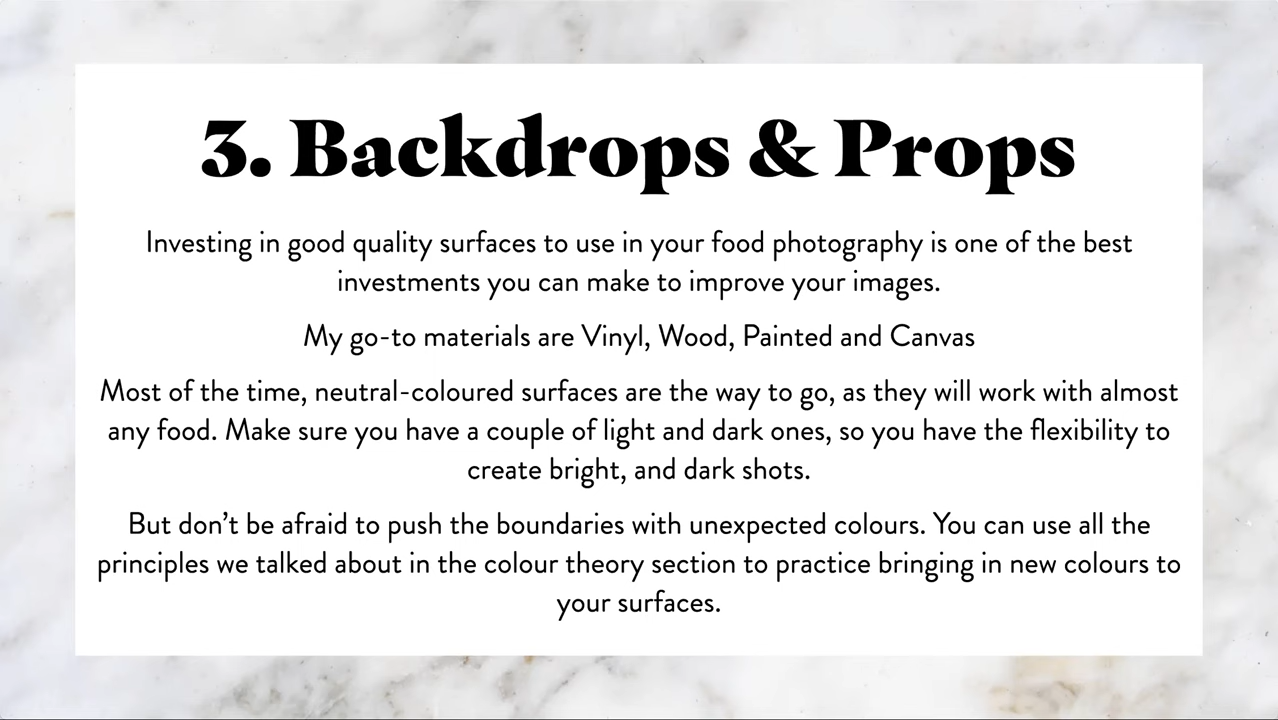 3. Backdrops & Props
Investing in good quality surfaces to use in your food photography is one of the best
investments you can make to improve your images.
My go-to materials are Vinyl, Wood, Painted and Canvas
Most of the time, neutral-coloured surfaces are the way to go, as they will work with almost
any food. Make sure you have a couple of light and dark ones, so you have the flexibility to
create bright, and dark shots.
But don’t be afraid to push the boundaries with unexpected colours. You can use all the
principles we talked about in the colour theory section to practice bringing in new colours to
your surfaces.